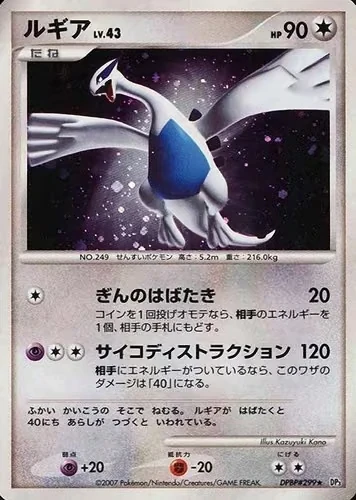 ルギア LV.43 HP 90
たね
NO.249 せんすいポケモン 高さ：5.2m 重さ：216.0kg
ぎんのはばたき 20
コインを1回投げオモテなら、相手のエネルギーを
1個、相手の手札にもどす。
サイコディストラクション 120
相手にエネルギーがついているなら、このワザの
ダメージは「40」になる。
ふかい かいこうの そこで ねむる。 ルギアが はばたくと
40にち あらしが つづくと いわれている。
Illus.Kazuyuki Kano
弱点 抵抗力 にげる
+20 -20
©2007 Pokémon/Nintendo/Creatures/GAME FREAK. DPBP#299★ DP3